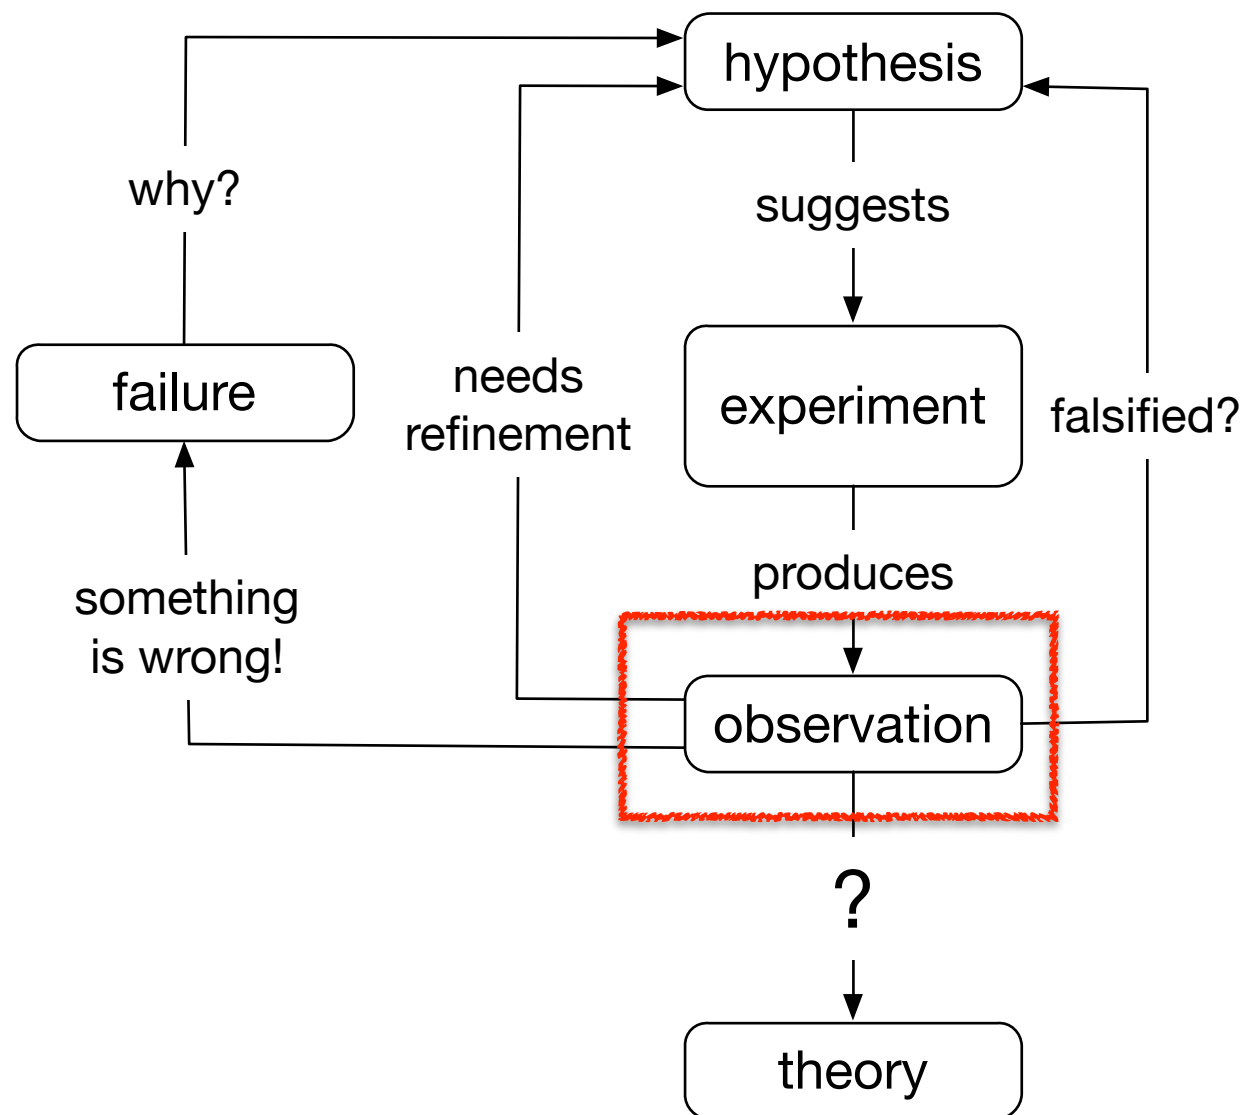 hypothesis
why?
suggests
needs
refinement
failure
experiment
falsified?
produces
something
is wrong!
observation
?
theory